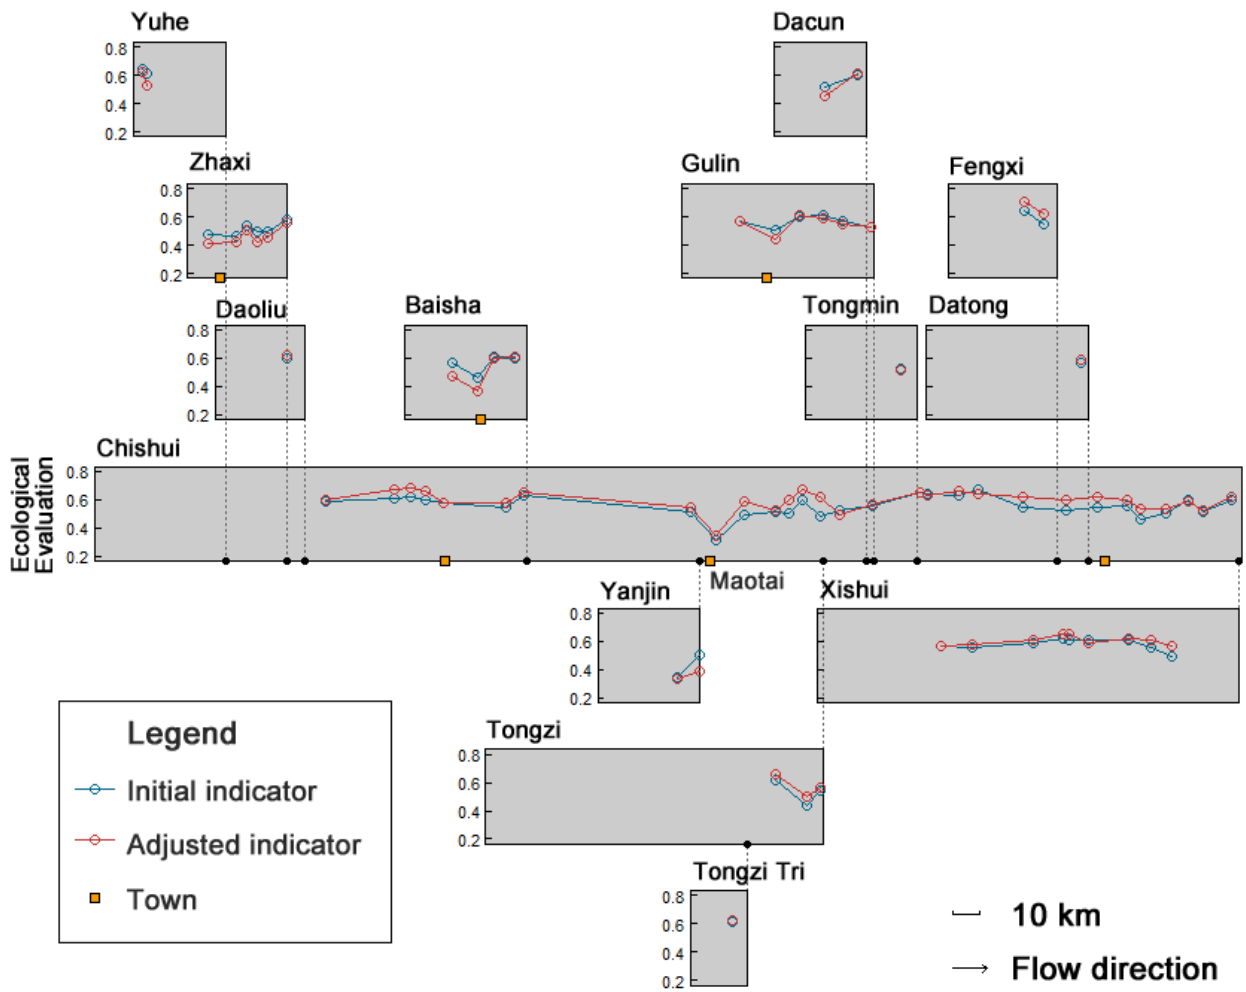 Yuhe
0.8
0.6
0.4
0.2
Dacun
Zhaxi
0.8
0.6
0.4
0.2
Gulin
Fengxi
Daoliu
0.8
0.6
0.4
0.2
Baisha
Tongmin
Datong
Chishui
Ecological
Evaluation
0.8
0.6
0.4
0.2
Maotai
Yanjin
0.8
0.6
0.4
0.2
Xishui
Tongzi
0.8
0.6
0.4
0.2
Tongzi Tri
0.8
0.6
0.4
0.2
Legend
Initial indicator
Adjusted indicator
Town
10 km
Flow direction